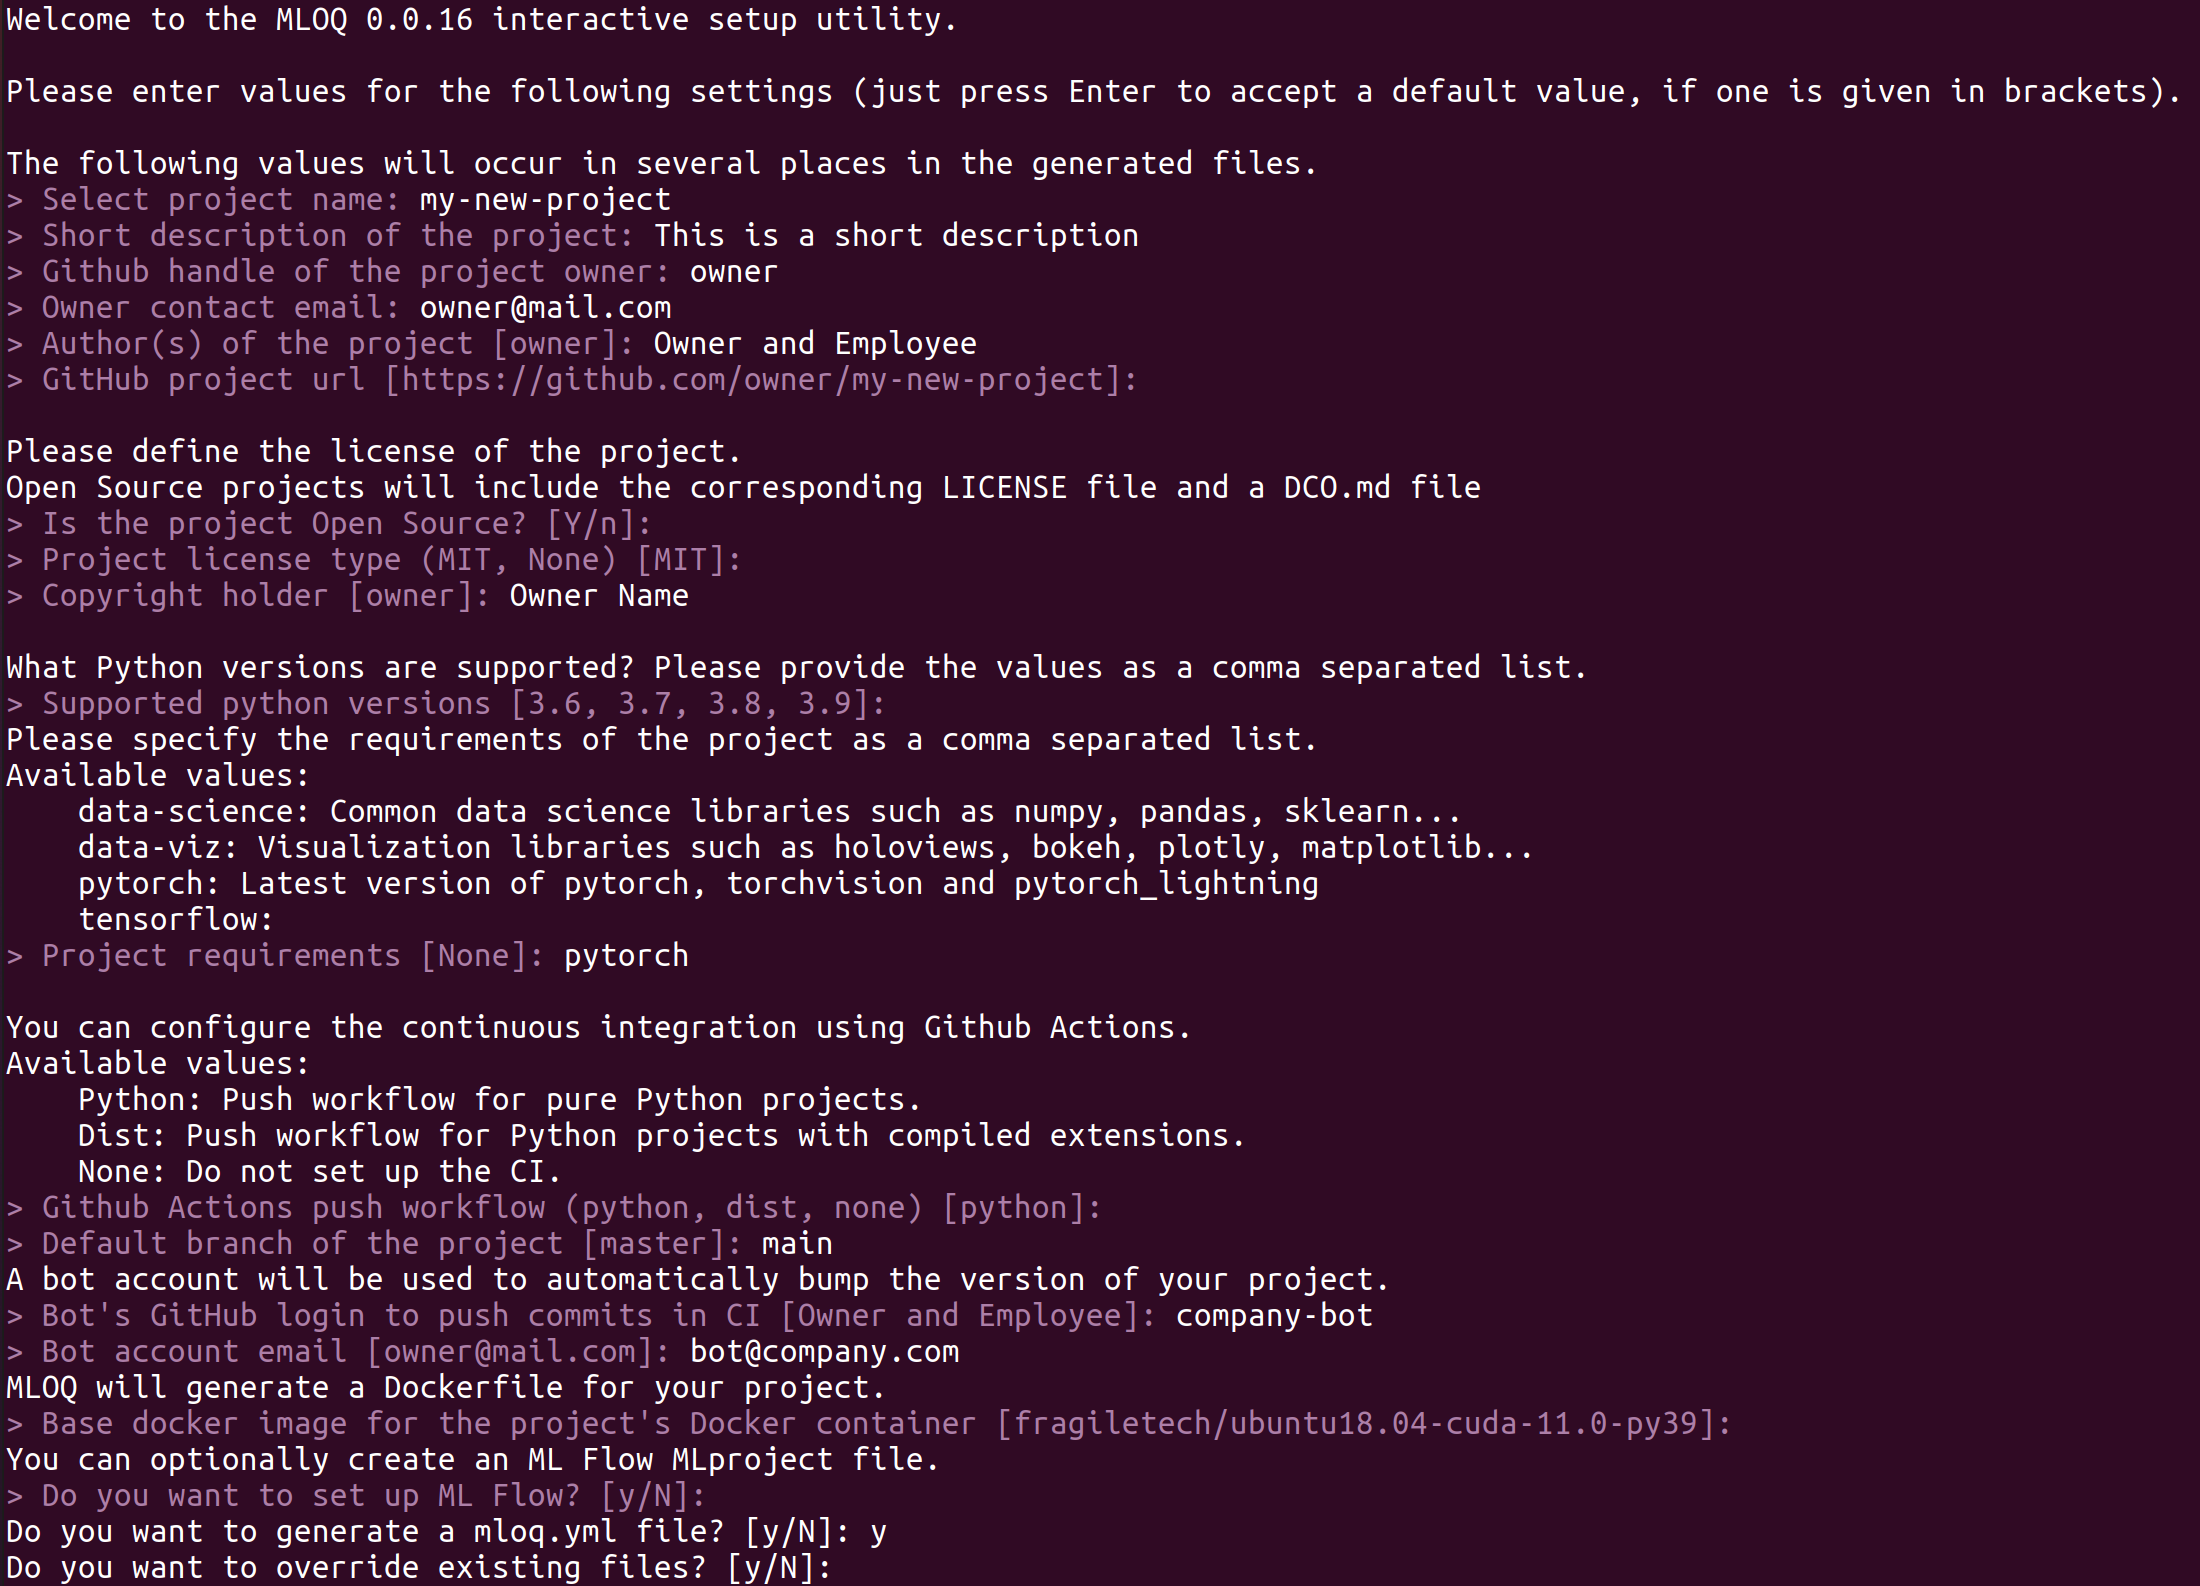 Welcome to the MLOQ 0.0.16 interactive setup utility.
Please enter values for the following settings (just press Enter to accept a default value, if one is given in brackets).
The following values will occur in several places in the generated files.
> Select project name: my-new-project
> Short description of the project: This is a short description
> Github handle of the project owner: owner
> Owner contact email: owner@mail.com
> Author(s) of the project [owner]: Owner and Employee
> GitHub project url [https://github.com/owner/my-new-project]:
Please define the license of the project.
Open Source projects will include the corresponding LICENSE file and a DCO.md file
> Is the project Open Source? [Y/n]:
> Project license type (MIT, None) [MIT]:
> Copyright holder [owner]: Owner Name
What Python versions are supported? Please provide the values as a comma separated list.
> Supported python versions [3.6, 3.7, 3.8, 3.9]:
Please specify the requirements of the project as a comma separated list.
Available values:
    data-science: Common data science libraries such as numpy, pandas, sklearn...
    data-viz: Visualization libraries such as holoviews, bokeh, plotly, matplotlib...
    pytorch: Latest version of pytorch, torchvision and pytorch_lightning
    tensorflow:
> Project requirements [None]: pytorch
You can configure the continuous integration using Github Actions.
Available values:
    Python: Push workflow for pure Python projects.
    Dist: Push workflow for Python projects with compiled extensions.
    None: Do not set up the CI.
> Github Actions push workflow (python, dist, none) [python]:
> Default branch of the project [master]: main
A bot account will be used to automatically bump the version of your project.
> Bot's GitHub login to push commits in CI [Owner and Employee]: company-bot
> Bot account email [owner@mail.com]: bot@company.com
MLOQ will generate a Dockerfile for your project.
> Base docker image for the project's Docker container [fragiletech/ubuntu18.04-cuda-11.0-py39]:
You can optionally create an ML Flow MLproject file.
> Do you want to set up ML Flow? [y/N]:
Do you want to generate a mloq.yml file? [y/N]: y
Do you want to override existing files? [y/N]: